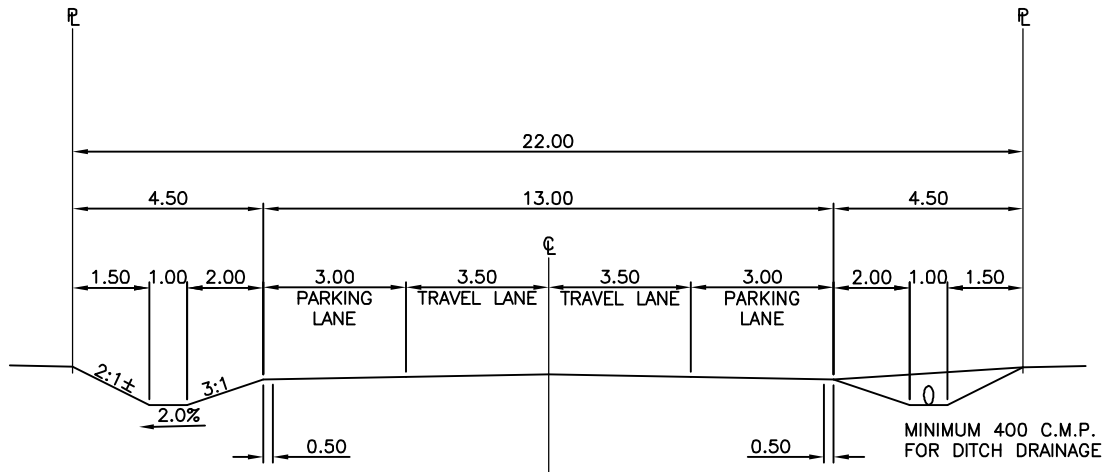 PL PL
22.00
4.50 13.00 4.50
CL
1.50 1.00 2.00 3.00 3.50 3.50 3.00 2.00 1.00 1.50
PARKING LANE TRAVEL LANE TRAVEL LANE PARKING LANE
2:1± 3:1
2.0%
0.50 0.50
MINIMUM 400 C.M.P.
FOR DITCH DRAINAGE